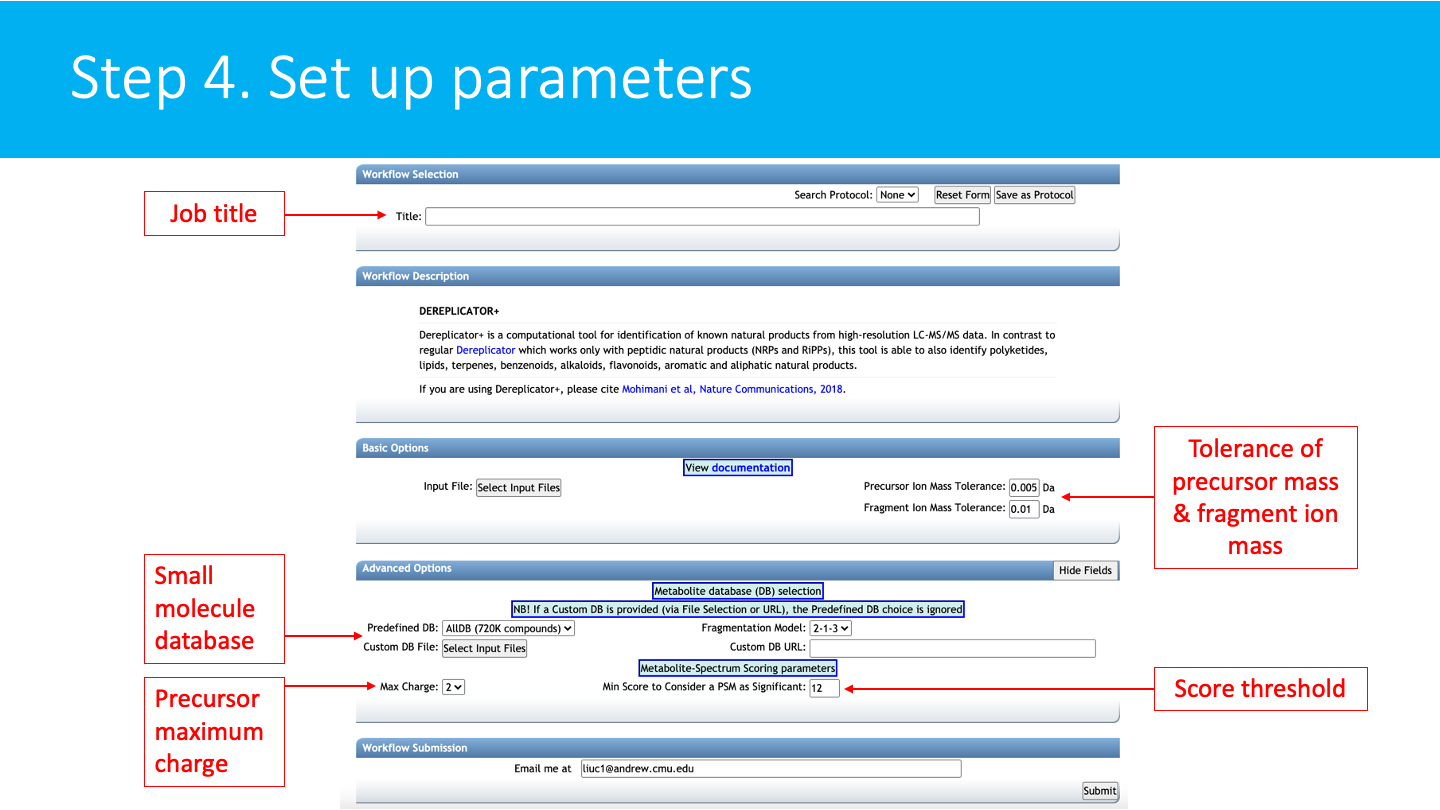 Step 4. Set up parameters
Workflow Selection
Search Protocol: None Reset Form Save as Protocol
Job title
Title:
Workflow Description
DEREPLICATOR+
Dereplicator+ is a computational tool for identification of known natural products from high-resolution LC-MS/MS data. In contrast to
regular Dereplicator which works only with peptidic natural products (NRPs and RiPPs), this tool is able to also identify polyketides,
lipids, terpenes, benzenoids, alkaloids, flavonoids, aromatic and aliphatic natural products.
If you are using Dereplicator+, please cite Mohimani et al, Nature Communications, 2018.
Basic Options
View documentation
Input File: Select Input Files
Precursor Ion Mass Tolerance: 0.005 Da
Fragment Ion Mass Tolerance: 0.01 Da
Tolerance of
precursor mass
& fragment ion
mass
Advanced Options
Hide Fields
Metabolite database (DB) selection
NB! If a Custom DB is provided (via File Selection or URL), the Predefined DB choice is ignored
Small
molecule
database
Predefined DB: AllDB (720K compounds) Fragmentation Model: 2-1-3
Custom DB File: Select Input Files Custom DB URL:
Metabolite-Spectrum Scoring parameters
Precursor
maximum
charge
Max Charge: 2 Min Score to Consider a PSM as Significant: 12
Score threshold
Workflow Submission
Email me at liuc1@andrew.cmu.edu
Submit